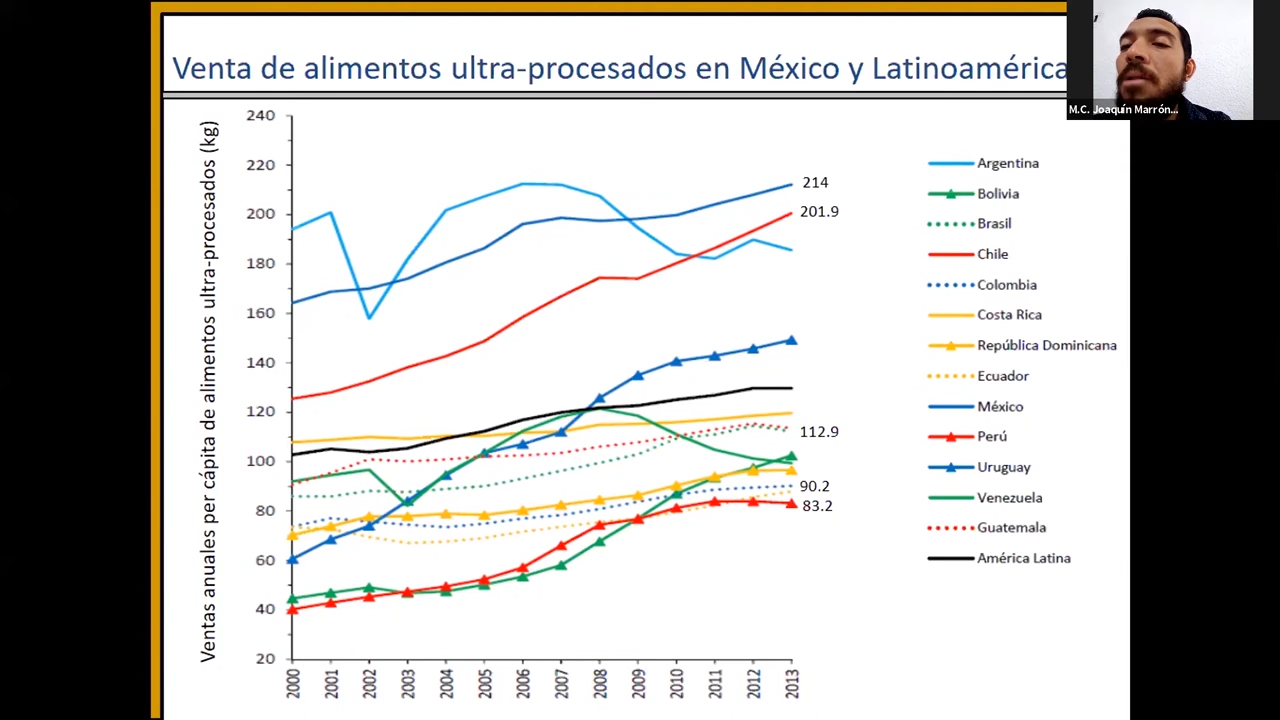 Venta de alimentos ultra-procesados en México y Latinoamérica
M.C. Joaquín Marrón...
Ventas anuales per cápita de alimentos ultra-procesados (kg)
240
220
200
180
160
140
120
100
80
60
40
20
2000
2001
2002
2003
2004
2005
2006
2007
2008
2009
2010
2011
2012
2013
214
201.9
112.9
90.2
83.2
Argentina
Bolivia
Brasil
Chile
Colombia
Costa Rica
República Dominicana
Ecuador
México
Perú
Uruguay
Venezuela
Guatemala
América Latina